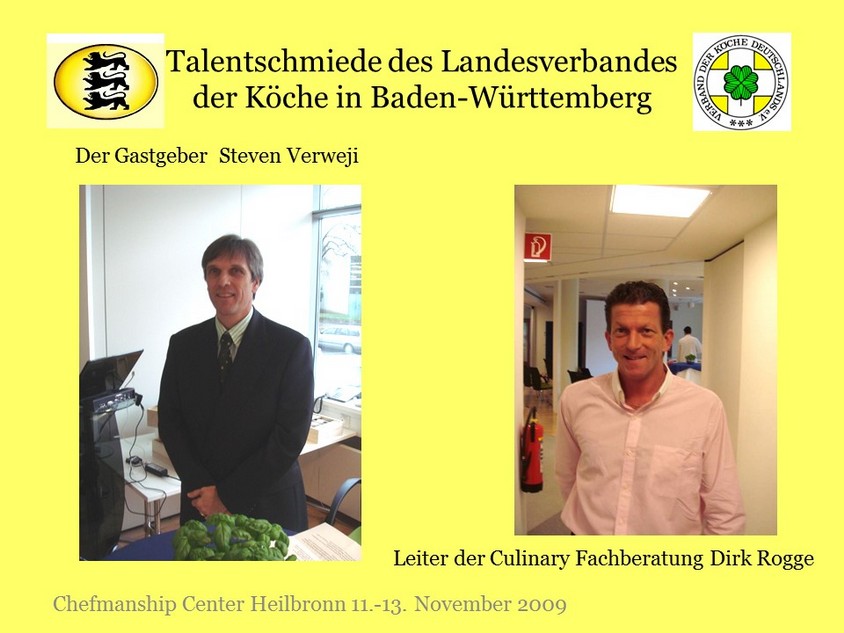 Talentschmiede des Landesverbandes
der Köche in Baden-Württemberg
VERBAND DER KÖCHE DEUTSCHLANDS e.V.
Der Gastgeber Steven Verweji
Leiter der Culinary Fachberatung Dirk Rogge
Chefmanship Center Heilbronn 11.-13. November 2009